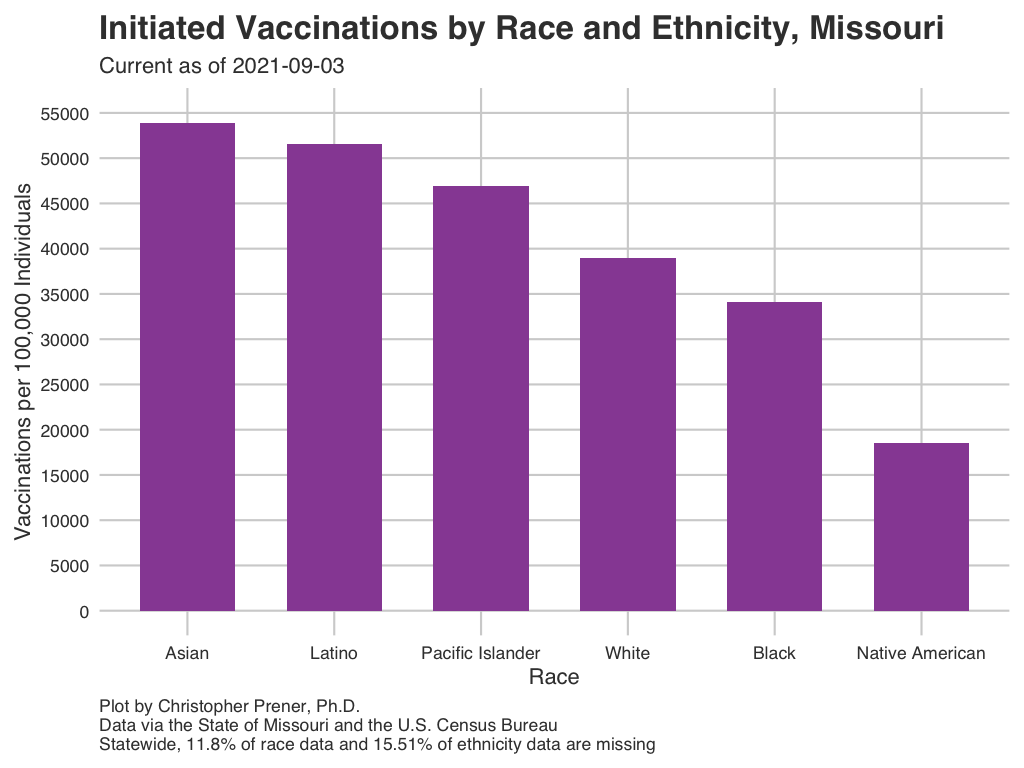 Initiated Vaccinations by Race and Ethnicity, Missouri
Current as of 2021-09-03
Vaccinations per 100,000 Individuals
55000
50000
45000
40000
35000
30000
25000
20000
15000
10000
5000
0
Asian
Latino
Pacific Islander
White
Black
Native American
Race
Plot by Christopher Prener, Ph.D.
Data via the State of Missouri and the U.S. Census Bureau
Statewide, 11.8% of race data and 15.51% of ethnicity data are missing